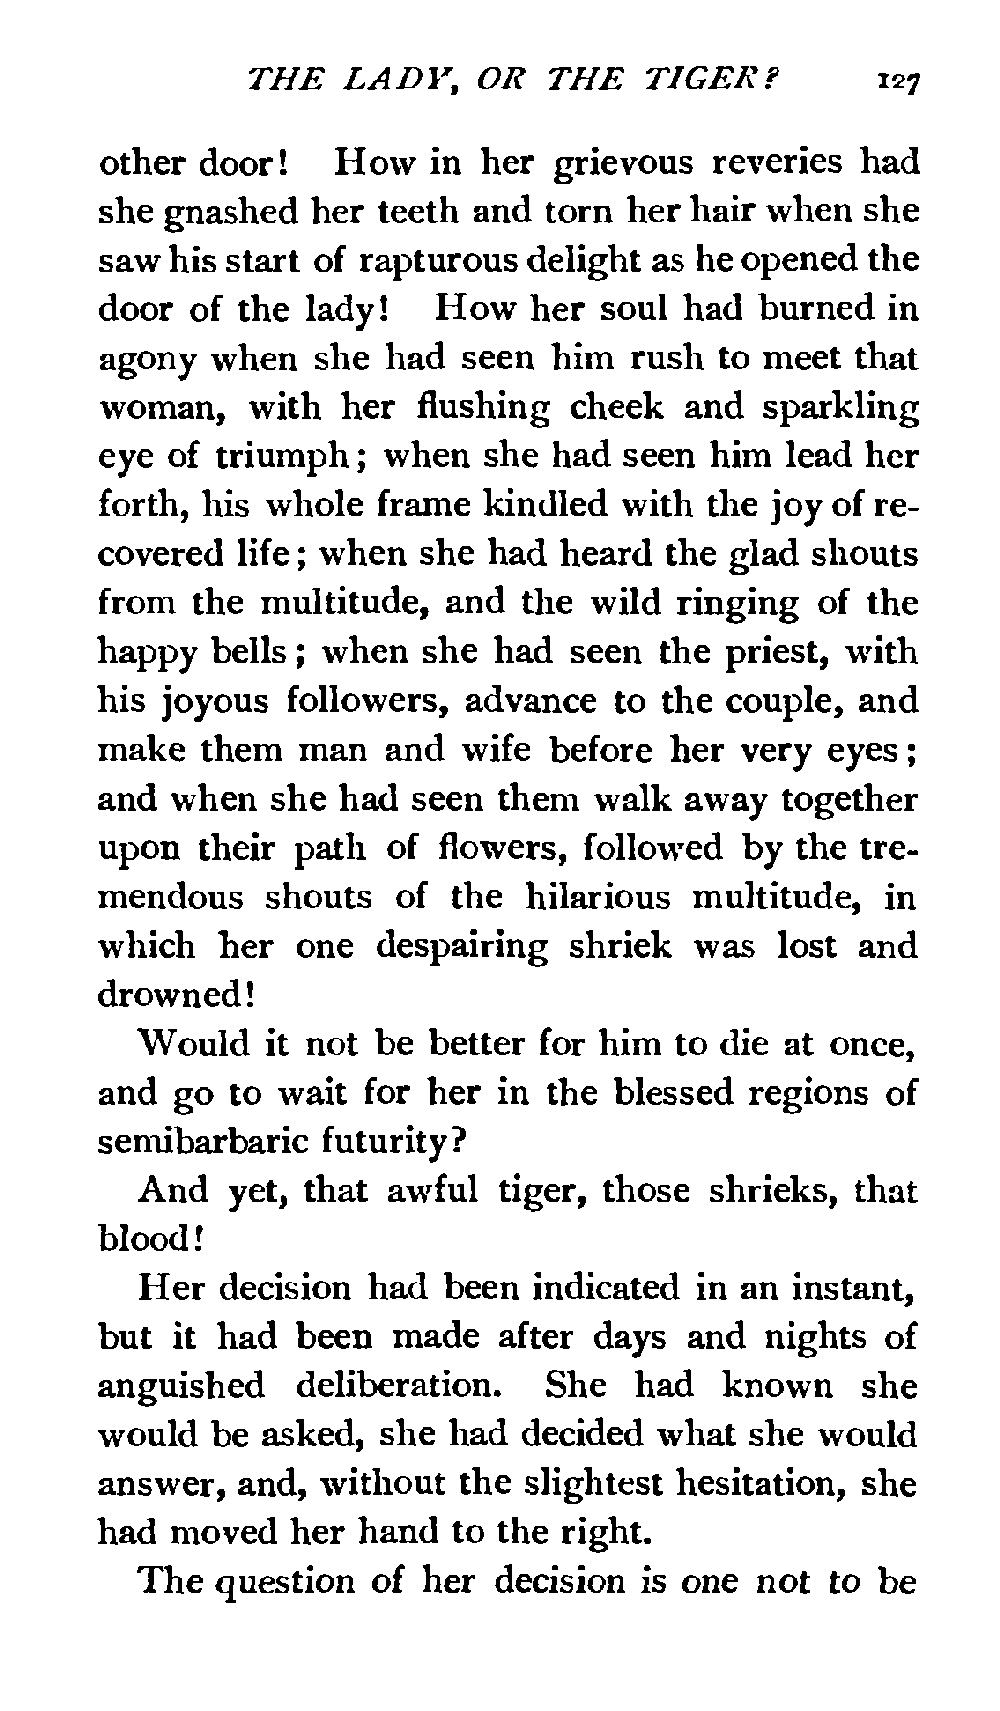 THE LADY, OR THE TIGER? 127
other door! How in her grievous reveries had
she gnashed her teeth and torn her hair when she
saw his start of rapturous delight as he opened the
door of the lady! How her soul had burned in
agony when she had seen him rush to meet that
woman, with her flushing cheek and sparkling
eye of triumph; when she had seen him lead her
forth, his whole frame kindled with the joy of re-
covered life; when she had heard the glad shouts
from the multitude, and the wild ringing of the
happy bells; when she had seen the priest, with
his joyous followers, advance to the couple, and
make them man and wife before her very eyes;
and when she had seen them walk away together
upon their path of flowers, followed by the tre-
mendous shouts of the hilarious multitude, in
which her one despairing shriek was lost and
drowned!
Would it not be better for him to die at once,
and go to wait for her in the blessed regions of
semibarbaric futurity?
And yet, that awful tiger, those shrieks, that
blood!
Her decision had been indicated in an instant,
but it had been made after days and nights of
anguished deliberation. She had known she
would be asked, she had decided what she would
answer, and, without the slightest hesitation, she
had moved her hand to the right.
The question of her decision is one not to be